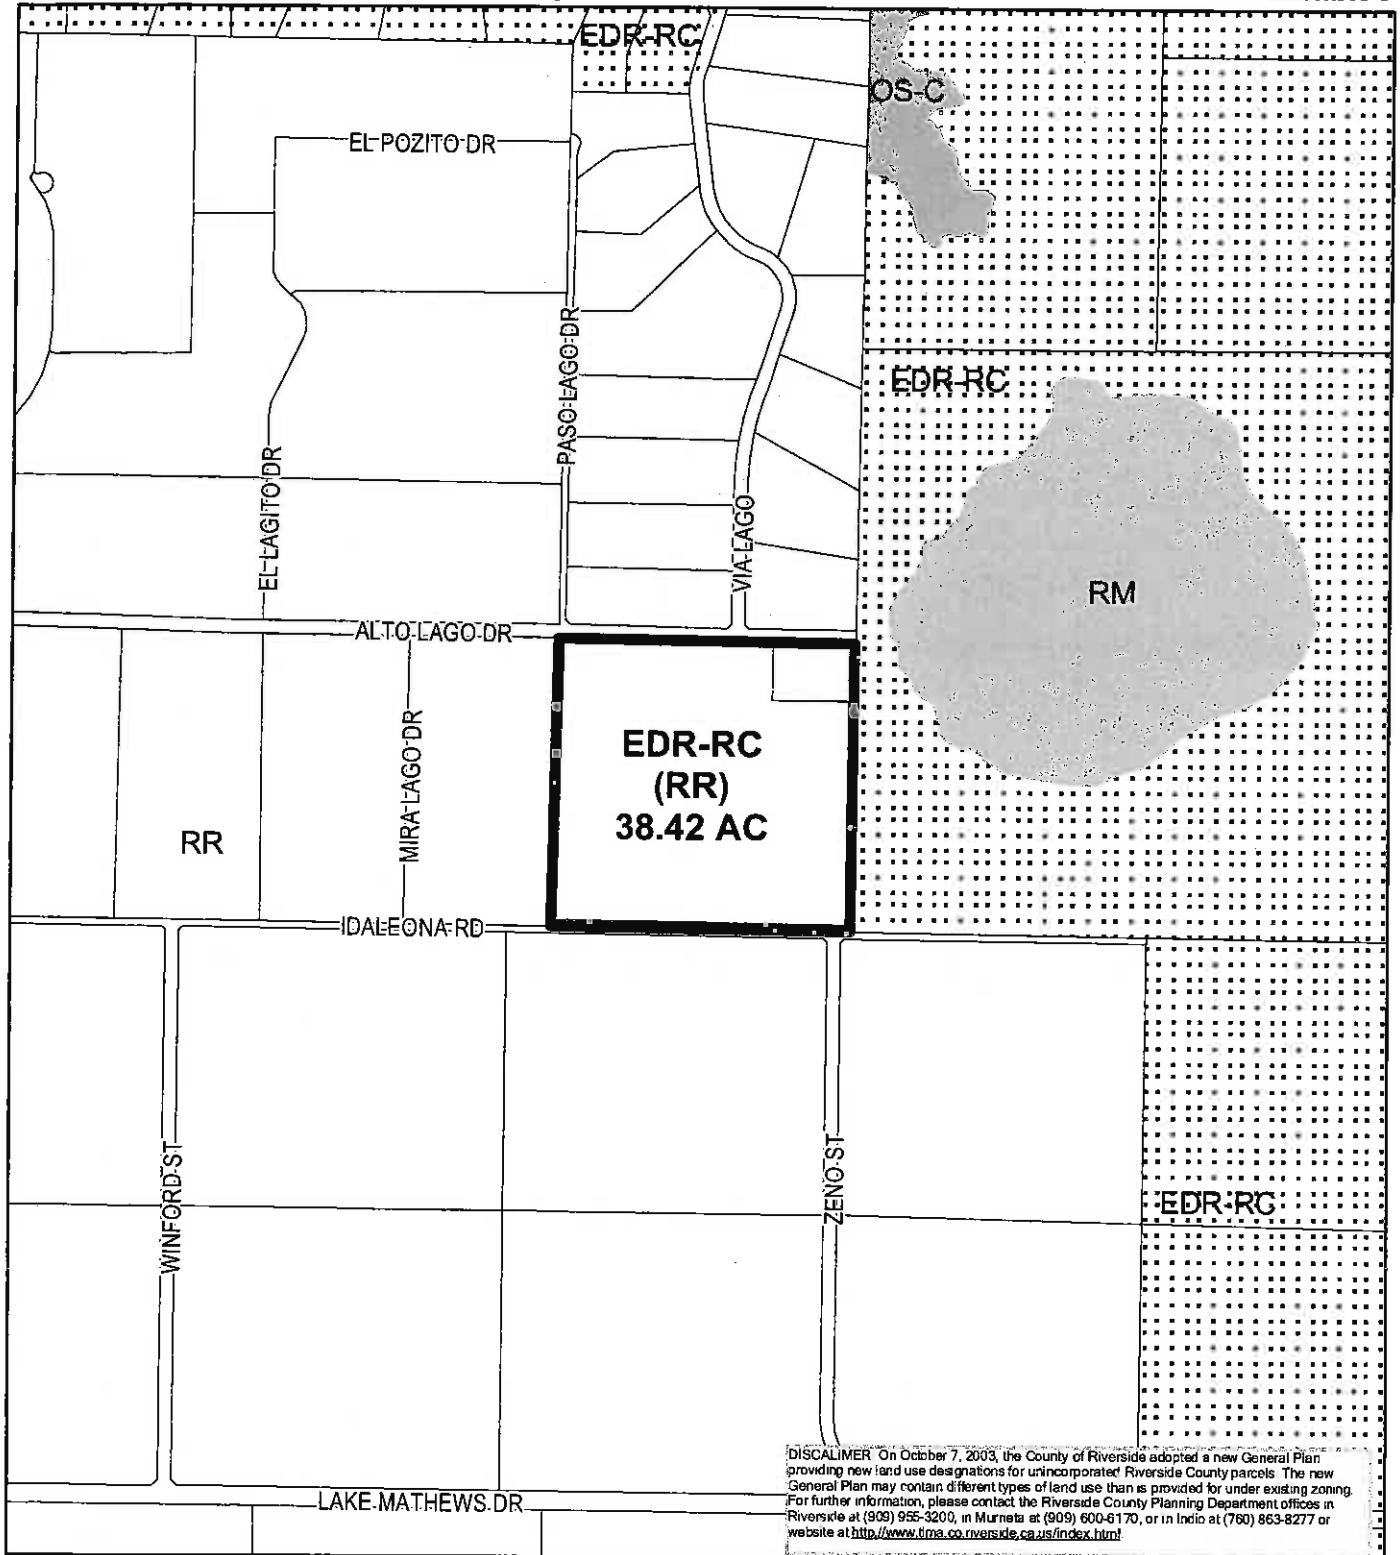 EDR-RC
OS-C
EL POZITO DR
PASO LAGO DR
EDR-RC
EL LAGITO DR
VIA LAGO
RM
ALTO LAGO DR
MIRA LAGO DR
EDR-RC
(RR)
38.42 AC
RR
IDALEONA RD
WINFORD ST
ZENO ST
EDR-RC
LAKE MATHEWS DR
DISCALIMER On October 7, 2003, the County of Riverside adopted a new General Plan
providing new land use designations for unincorporated Riverside County parcels. The new
General Plan may contain different types of land use than is provided for under existing zoning.
For further information, please contact the Riverside County Planning Department offices in
Riverside at (909) 955-3200, in Murrieta at (909) 600-6170, or in Indio at (760) 863-8277 or
website at http://www.tlma.co.riverside.ca.us/index.html